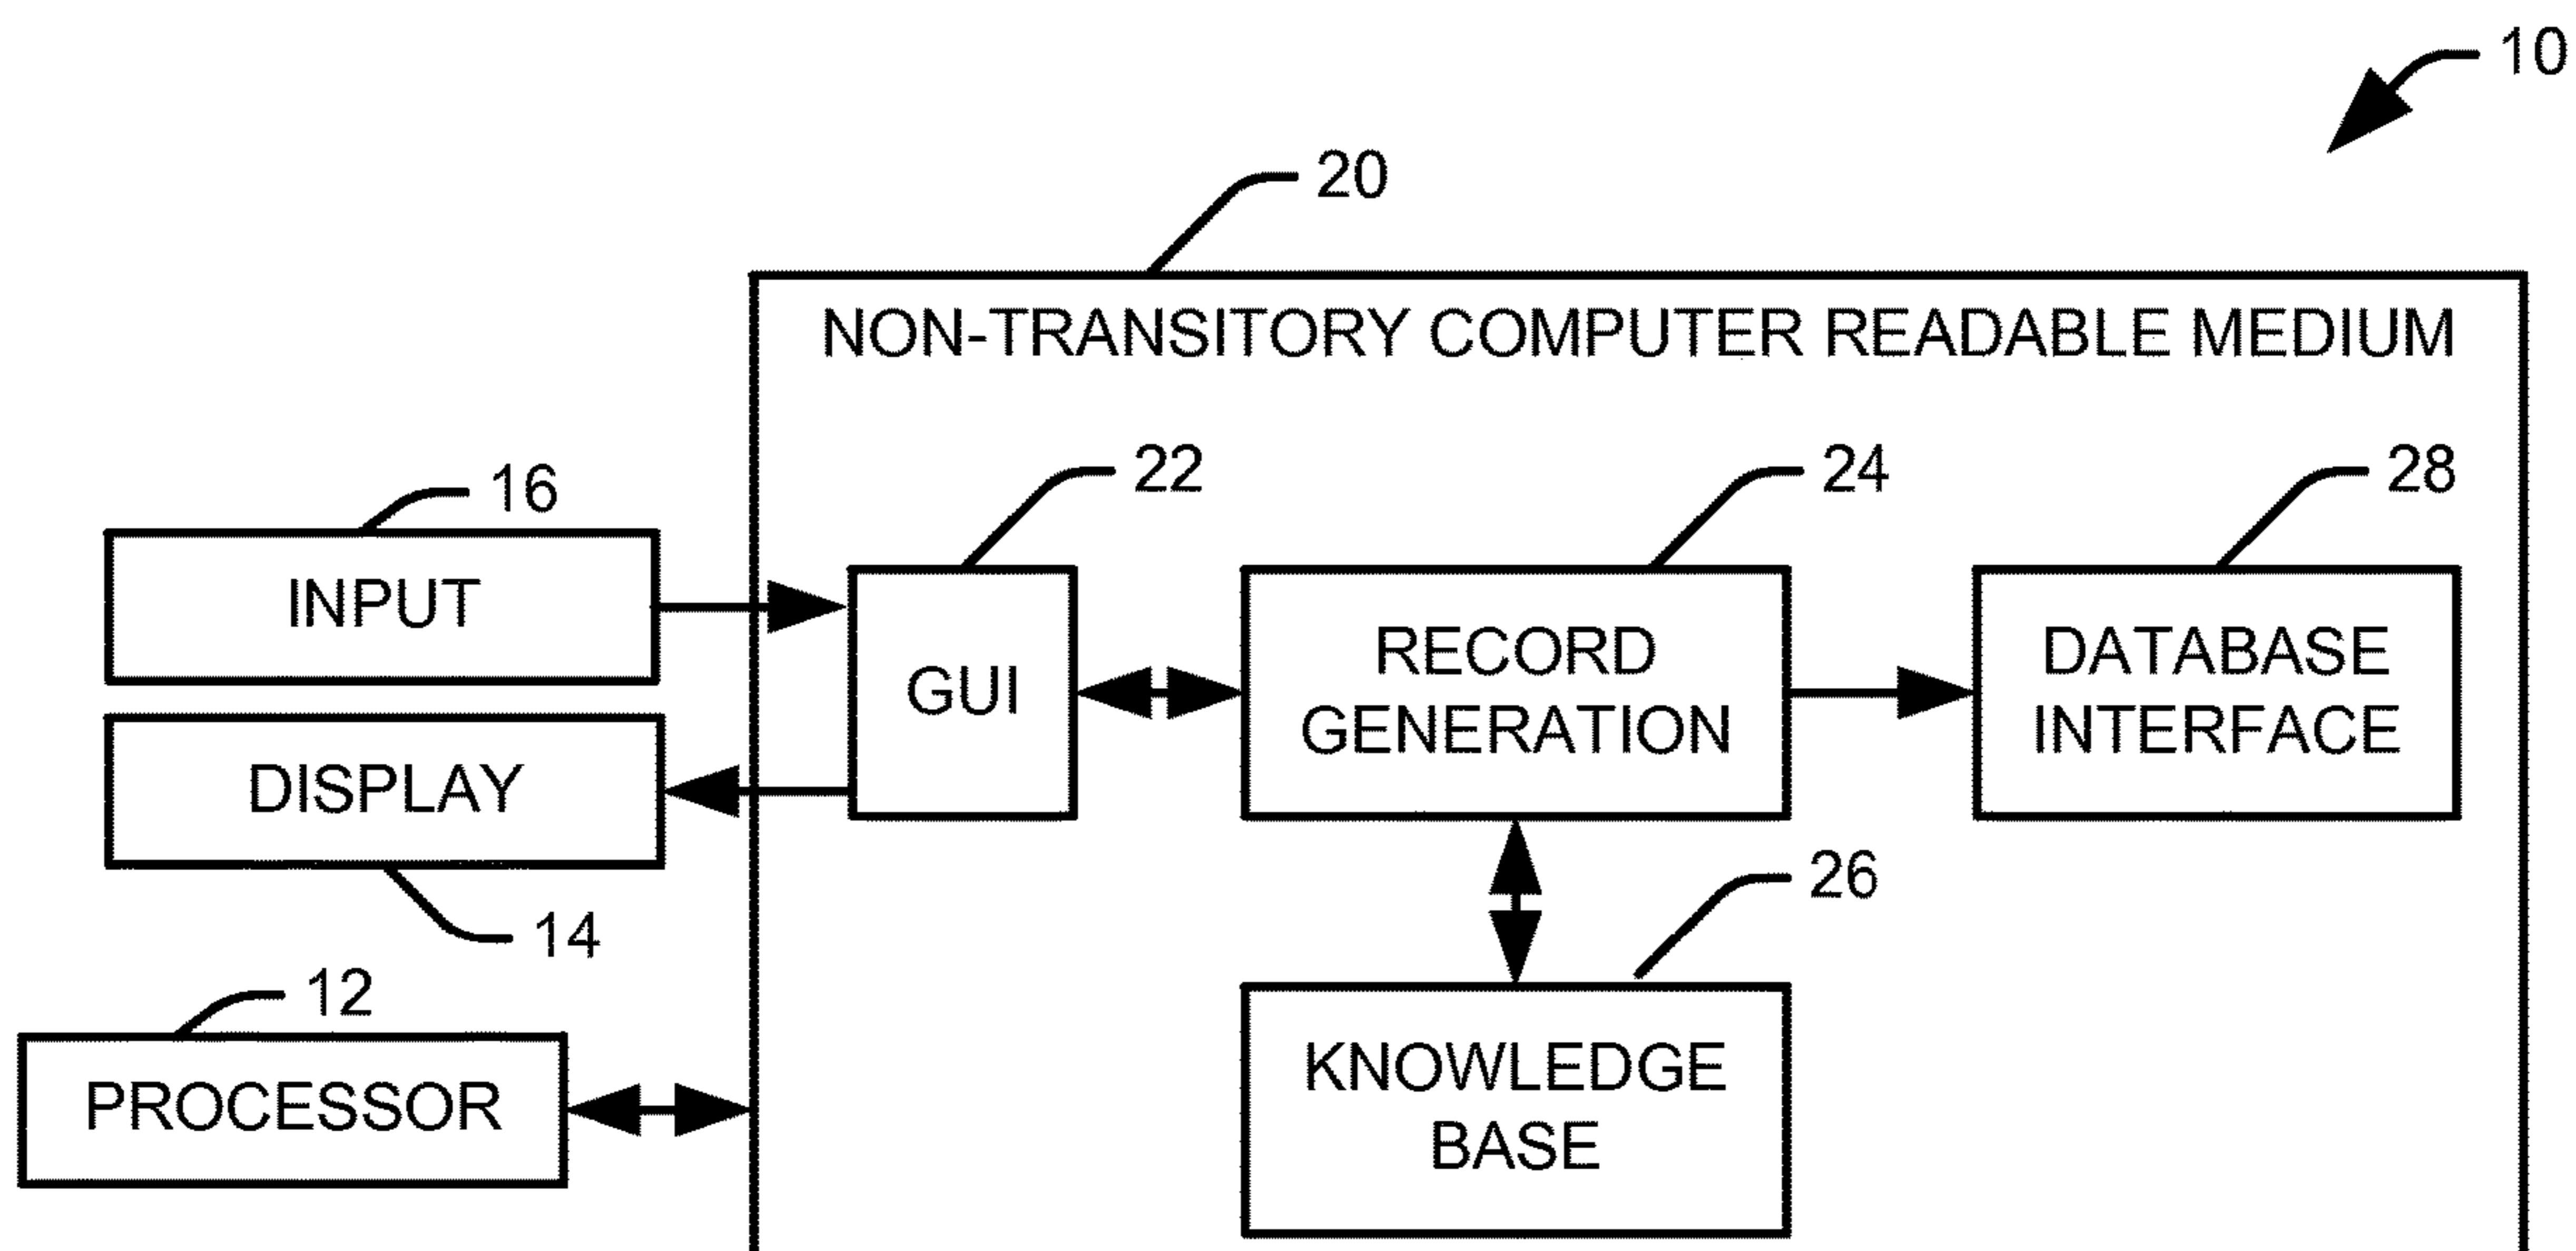 10
20
NON-TRANSITORY COMPUTER READABLE MEDIUM
16
22
24
28
INPUT
GUI
RECORD
GENERATION
DATABASE
INTERFACE
DISPLAY
14
26
12
PROCESSOR
KNOWLEDGE
BASE